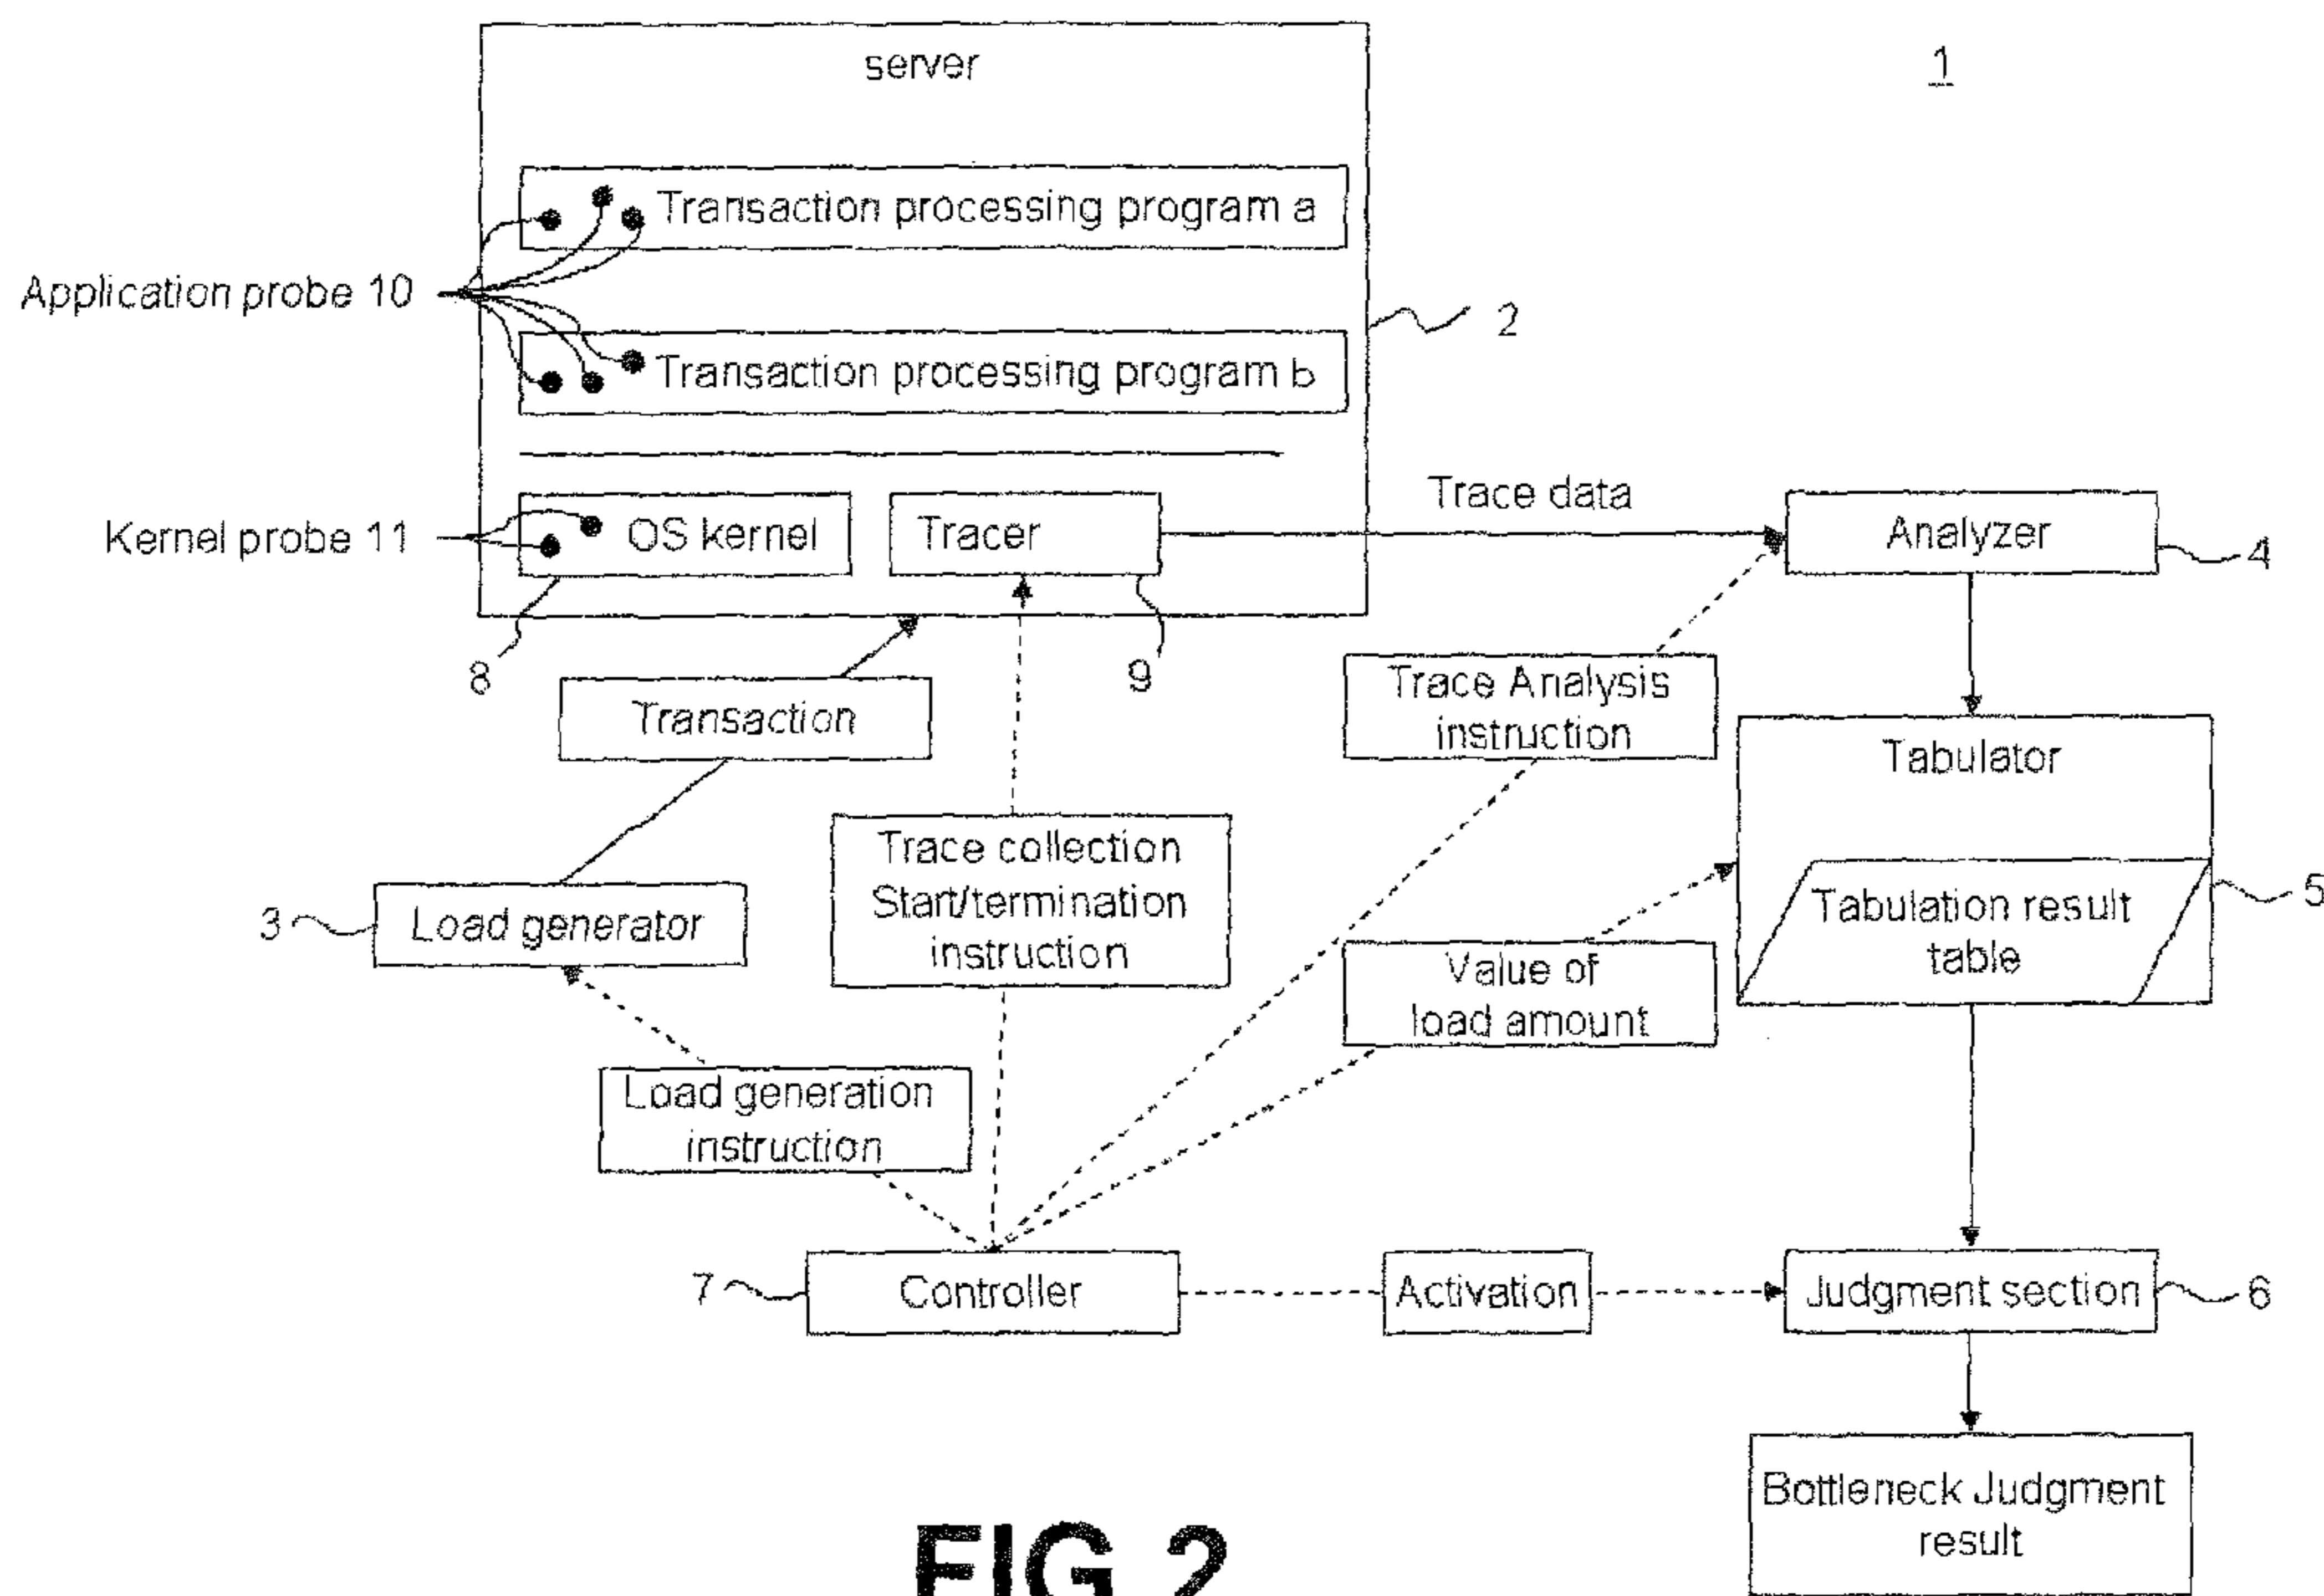 server
1
Transaction processing program a
Application probe 10
2
Transaction processing program b
Trace data
Kernel probe 11
OS kernel
Tracer
Analyzer
4
8
9
Transaction
Trace Analysis
instruction
Tabulator
Trace collection
Start/termination
instruction
3
Load generator
Tabulation result
table
5
Value of
load amount
Load generation
instruction
7
Controller
Activation
Judgment section
6
Bottleneck Judgment
result
FIG 2